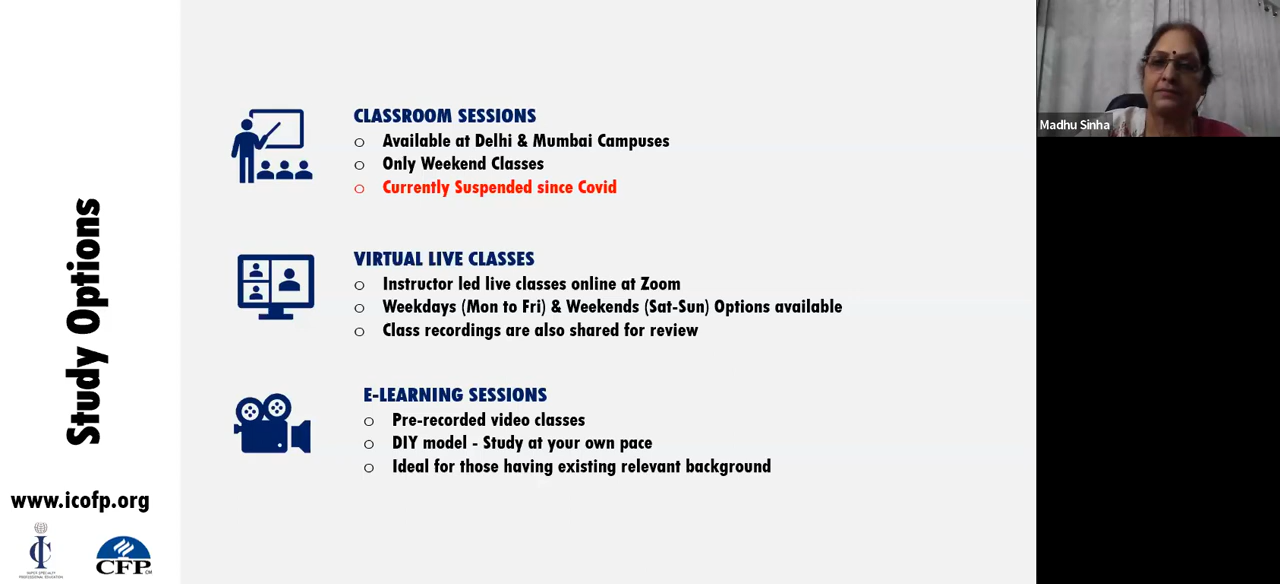 Study Options
www.icofp.org
CFP
CLASSROOM SESSIONS
o Available at Delhi & Mumbai Campuses
o Only Weekend Classes
o Currently Suspended since Covid
VIRTUAL LIVE CLASSES
o Instructor led live classes online at Zoom
o Weekdays (Mon to Fri) & Weekends (Sat-Sun) Options available
o Class recordings are also shared for review
E-LEARNING SESSIONS
o Pre-recorded video classes
o DIY model - Study at your own pace
o Ideal for those having existing relevant background
Madhu Sinha